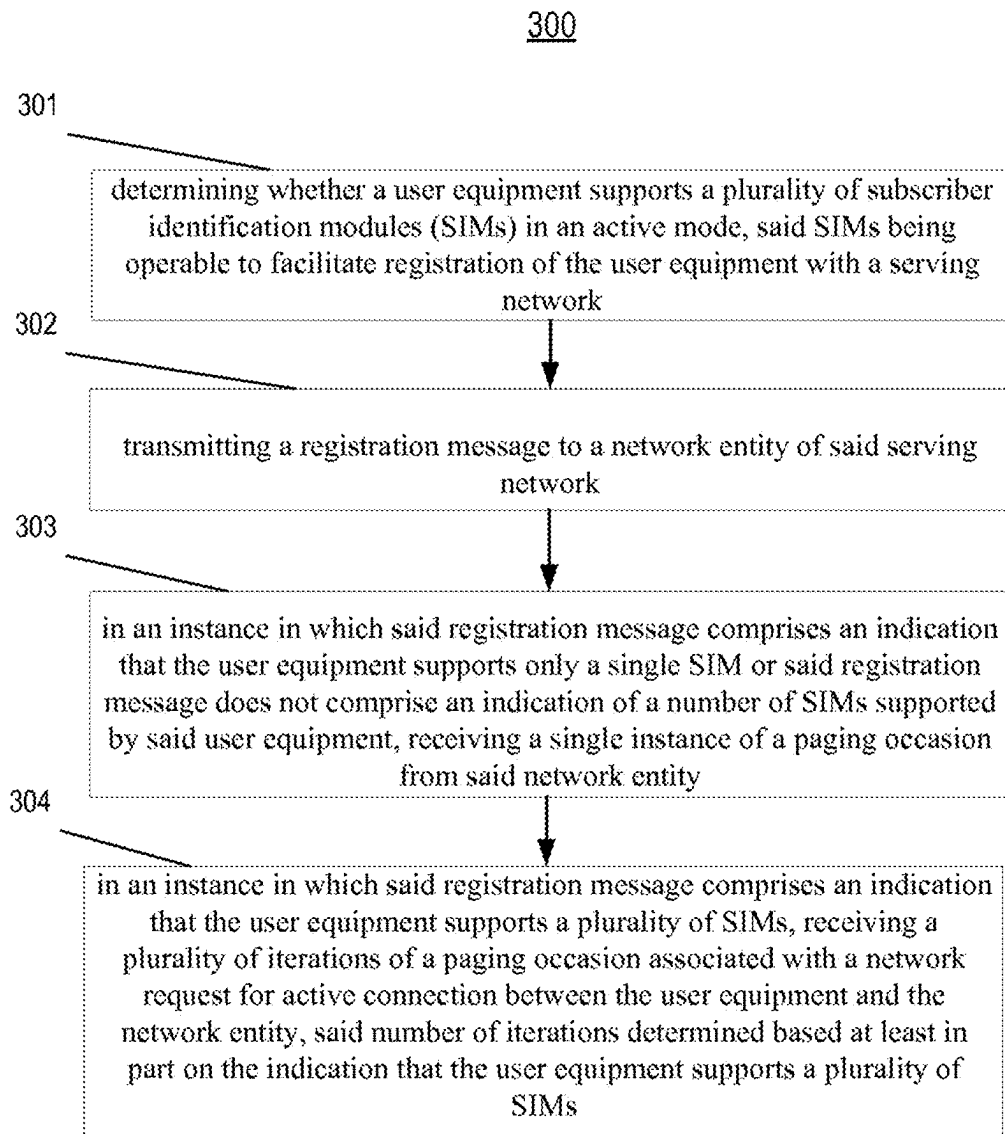 300
301
determining whether a user equipment supports a plurality of subscriber
identification modules (SIMs) in an active mode, said SIMs being
operable to facilitate registration of the user equipment with a serving
network
302
transmitting a registration message to a network entity of said serving
network
303
in an instance in which said registration message comprises an indication
that the user equipment supports only a single SIM or said registration
message does not comprise an indication of a number of SIMs supported
by said user equipment, receiving a single instance of a paging occasion
from said network entity
304
in an instance in which said registration message comprises an indication
that the user equipment supports a plurality of SIMs, receiving a
plurality of iterations of a paging occasion associated with a network
request for active connection between the user equipment and the
network entity, said number of iterations determined based at least in
part on the indication that the user equipment supports a plurality of
SIMs